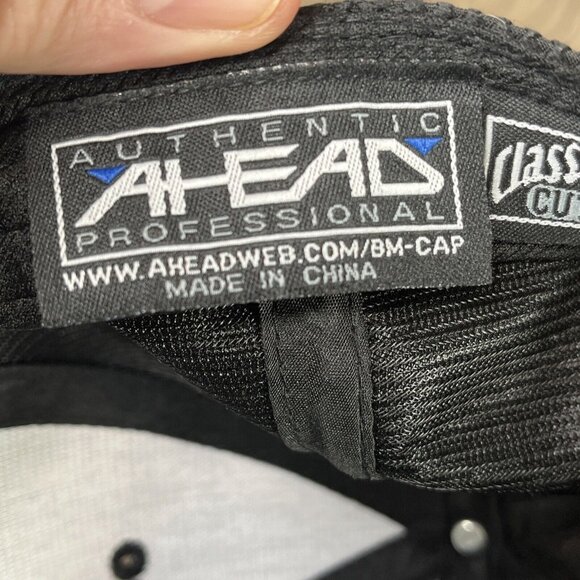 AUTHENTIC
AHEAD
PROFESSIONAL
WWW.AHEADWEB.COM/BM-CAP
MADE IN CHINA